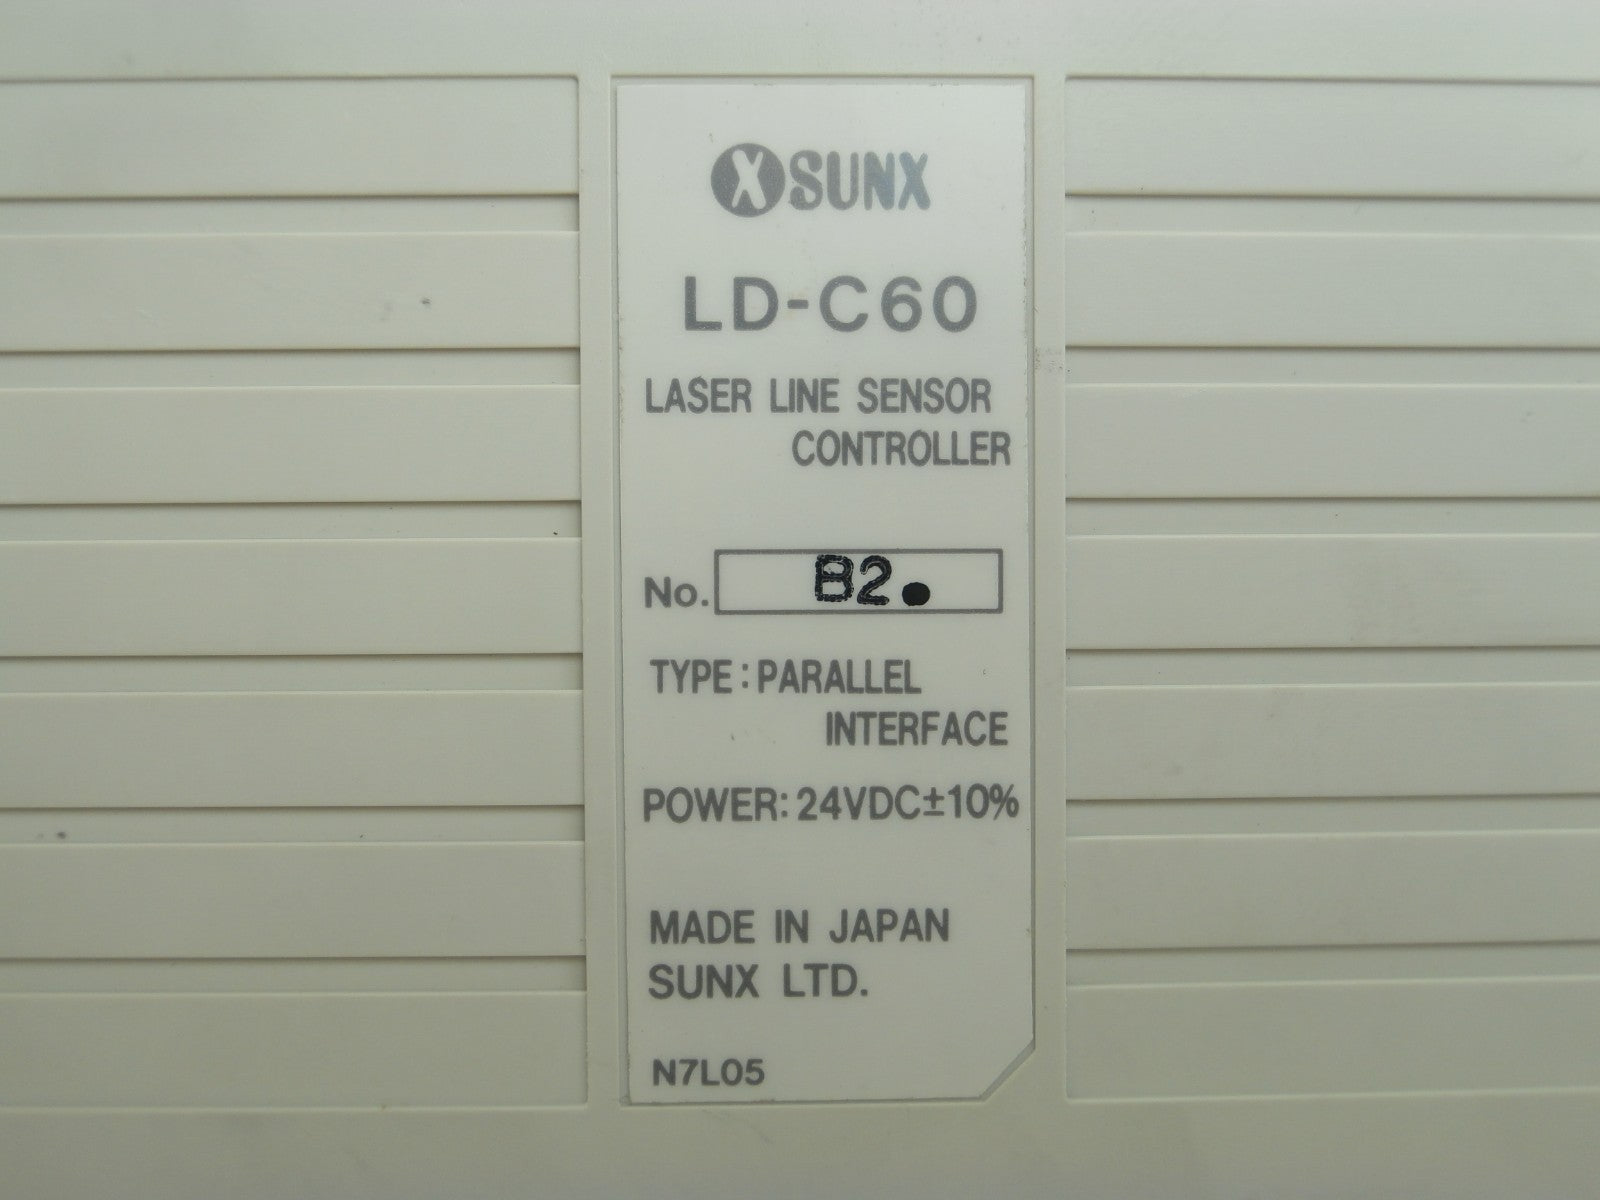 X SUNX
LD-C60
LASER LINE SENSOR
CONTROLLER
No. B2.
TYPE: PARALLEL
INTERFACE
POWER: 24VDC±10%
MADE IN JAPAN
SUNX LTD.
N7L05